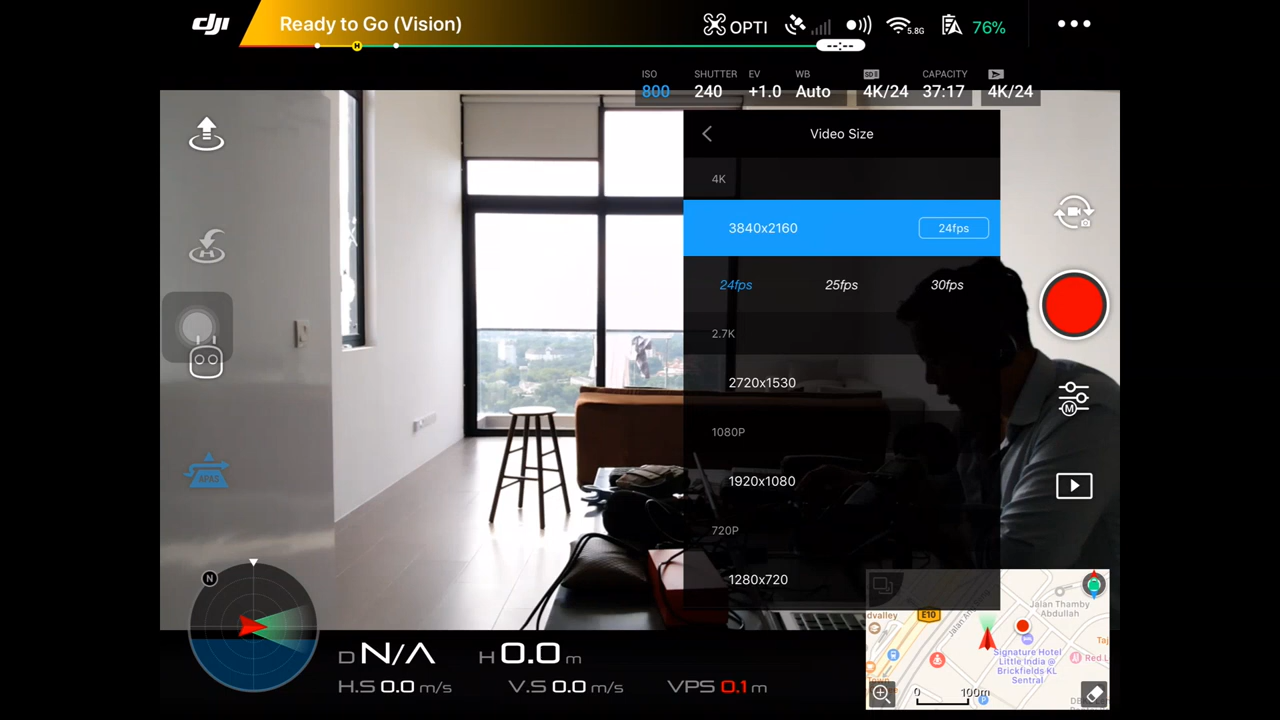 dji Ready to Go (Vision) OPTI 5.8G 76%
H --:--
ISO SHUTTER EV WB SD CAPACITY
800 240 +1.0 Auto 4K/24 37:17 4K/24
Video Size
4K
3840x2160 24fps
24fps 25fps 30fps
2.7K
2720x1530
1080P
1920x1080
720P
1280x720
M
APAS
N
D N/A H 0.0 m
H.S 0.0 m/s V.S 0.0 m/s VPS 0.1 m
E10
Jalan Thamby
Abdullah
Signature Hotel
Little India @
Brickfields KL
Sentral
0 100m